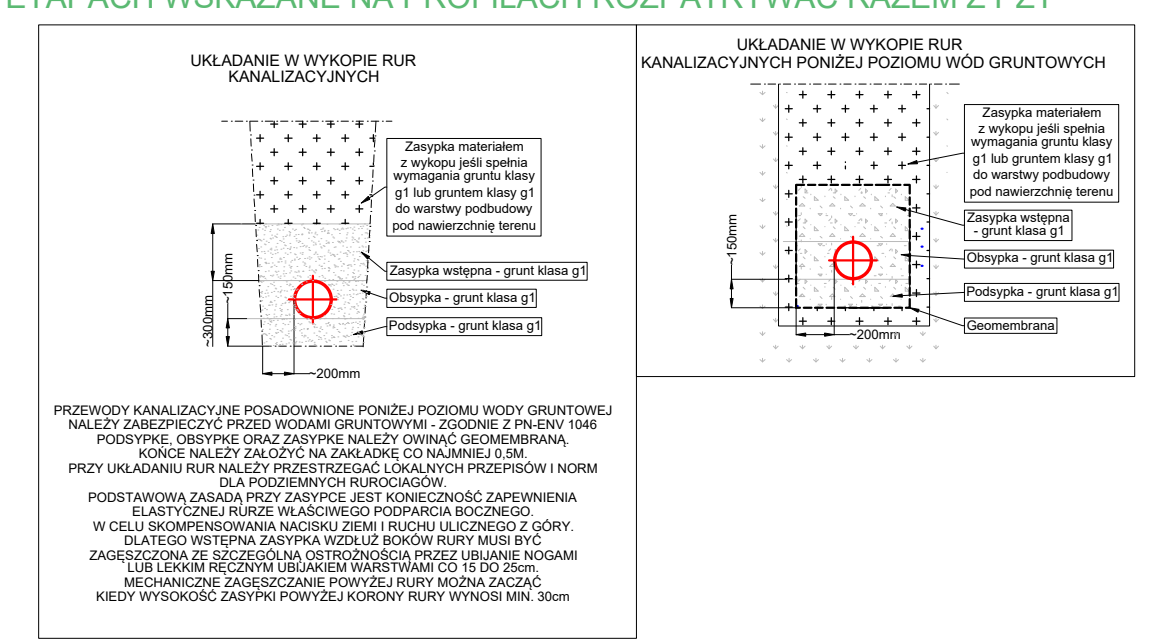 ETAPACH WSKAZANE NA PROFILACH ROZPATRYWAĆ RAZEM Z PZT
UKŁADANIE W WYKOPIE RUR
KANALIZACYJNYCH
Zasypka materiałem
z wykopu jeśli spełnia
wymagania gruntu klasy
g1 lub gruntem klasy g1
do warstwy podbudowy
pod nawierzchnię terenu
Zasypka wstępna - grunt klasa g1
Obsypka - grunt klasa g1
Podsypka - grunt klasa g1
~300mm
~150mm
~200mm
PRZEWODY KANALIZACYJNE POSADOWNIONE PONIŻEJ POZIOMU WODY GRUNTOWEJ
NALEŻY ZABEZPIECZYĆ PRZED WODAMI GRUNTOWYMI - ZGODNIE Z PN-ENV 1046
PODSYPKE, OBSYPKE ORAZ ZASYPKE NALEŻY OWINĄĆ GEOMEMBRANĄ.
KOŃCE NALEŻY ZAŁOŻYĆ NA ZAKŁADKĘ CO NAJMNIEJ 0,5M.
PRZY UKŁADANIU RUR NALEŻY PRZESTRZEGAĆ LOKALNYCH PRZEPISÓW I NORM
DLA PODZIEMNYCH RUROCIĄGÓW.
PODSTAWOWĄ ZASADĄ PRZY ZASYPCE JEST KONIECZNOŚĆ ZAPEWNIENIA
ELASTYCZNEJ RURZE WŁAŚCIWEGO PODPARCIA BOCZNEGO.
W CELU SKOMPENSOWANIA NACISKU ZIEMI I RUCHU ULICZNEGO Z GÓRY.
DLATEGO WSTĘPNA ZASYPKA WZDŁUŻ BOKÓW RURY MUSI BYĆ
ZAGĘSZCZONA ZE SZCZEGÓLNĄ OSTROŻNOŚCIĄ PRZEZ UBIJANIE NOGAMI
LUB LEKKIM RĘCZNYM UBIJAKIEM WARSTWAMI CO 15 DO 25cm.
MECHANICZNE ZAGĘSZCZANIE POWYŻEJ RURY MOŻNA ZACZĄĆ
KIEDY WYSOKOŚĆ ZASYPKI POWYŻEJ KORONY RURY WYNOSI MIN. 30cm
UKŁADANIE W WYKOPIE RUR
KANALIZACYJNYCH PONIŻEJ POZIOMU WÓD GRUNTOWYCH
Zasypka materiałem
z wykopu jeśli spełnia
wymagania gruntu klasy
g1 lub gruntem klasy g1
do warstwy podbudowy
pod nawierzchnię terenu
Zasypka wstępna
- grunt klasa g1
Obsypka - grunt klasa g1
Podsypka - grunt klasa g1
Geomembrana
~150mm
~200mm